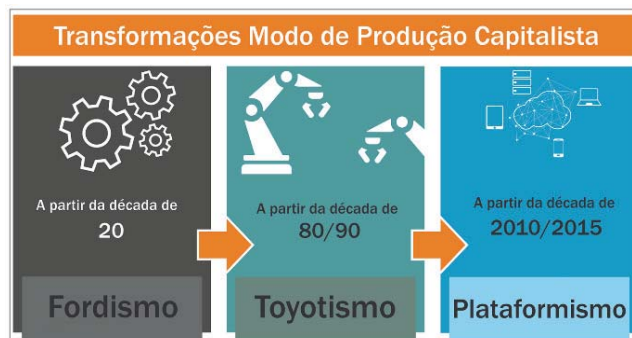 Transformações Modo de Produção Capitalista
A partir da década de
20
Fordismo
A partir da década de
80/90
Toyotismo
A partir da década de
2010/2015
Plataformismo